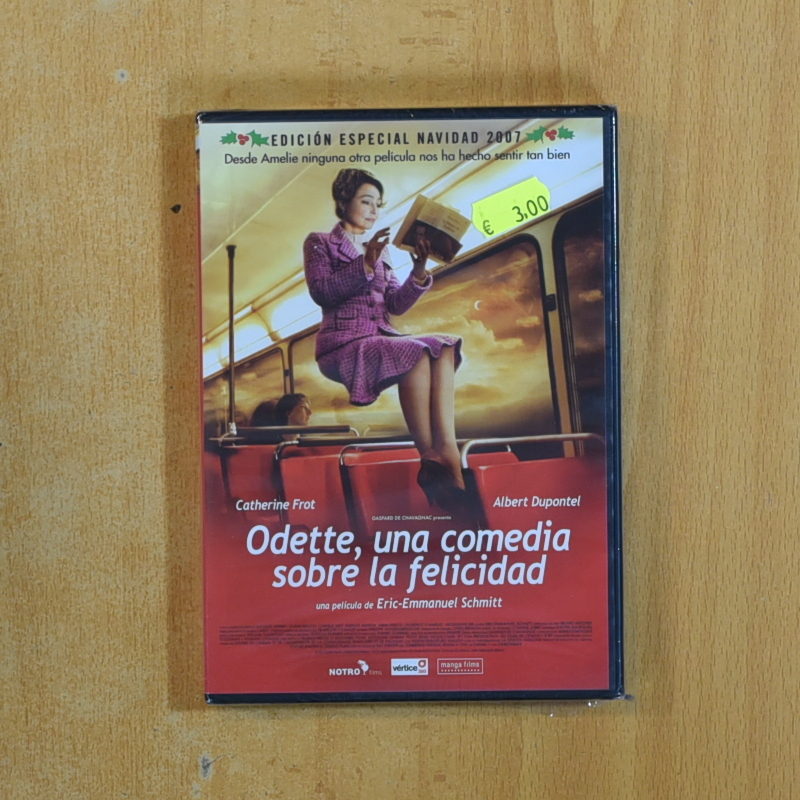 EDICIÓN ESPECIAL NAVIDAD 2007
Desde Amelie ninguna otra película nos ha hecho sentir tan bien
€ 3,00
Catherine Frot
Albert Dupontel
GASPARD DE CHAVAGNAC presenta
Odette, una comedia
sobre la felicidad
una película de Eric-Emmanuel Schmitt
NOTRO films
vértice
manga films